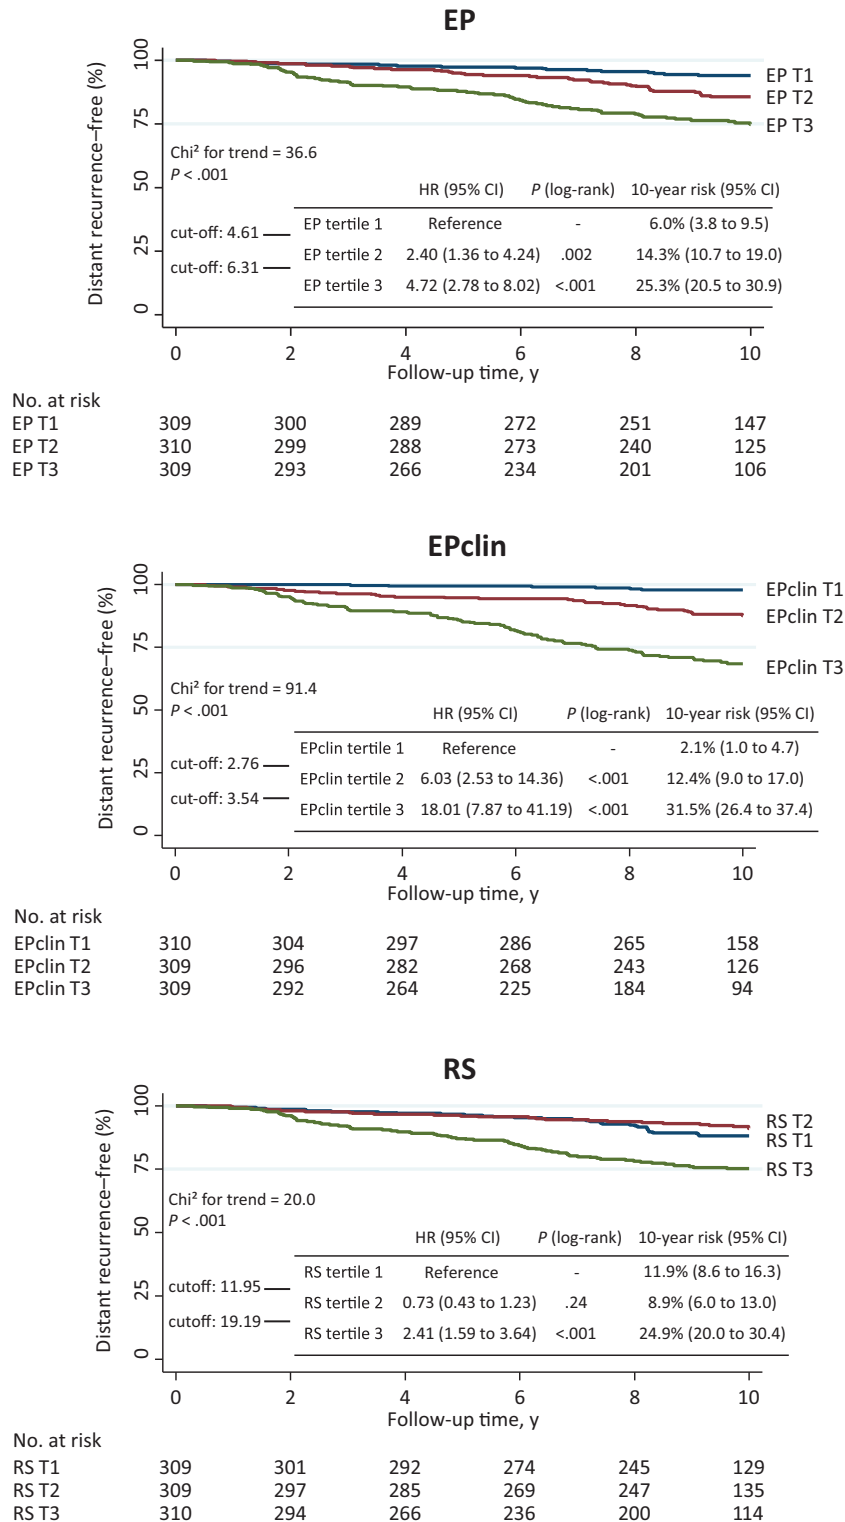 EP
Distant recurrence–free (%)
100
75
50
25
0
EP T1
EP T2
EP T3
Chi² for trend = 36.6
P < .001
HR (95% CI) P (log-rank) 10-year risk (95% CI)
EP tertile 1 Reference - 6.0% (3.8 to 9.5)
cut-off: 4.61
EP tertile 2 2.40 (1.36 to 4.24) .002 14.3% (10.7 to 19.0)
cut-off: 6.31
EP tertile 3 4.72 (2.78 to 8.02) <.001 25.3% (20.5 to 30.9)
0 2 4 6 8 10
Follow-up time, y
No. at risk
EP T1 309 300 289 272 251 147
EP T2 310 299 288 273 240 125
EP T3 309 293 266 234 201 106
EPclin
Distant recurrence–free (%)
100
75
50
25
0
EPclin T1
EPclin T2
EPclin T3
Chi² for trend = 91.4
P < .001
HR (95% CI) P (log-rank) 10-year risk (95% CI)
EPclin tertile 1 Reference - 2.1% (1.0 to 4.7)
cut-off: 2.76
EPclin tertile 2 6.03 (2.53 to 14.36) <.001 12.4% (9.0 to 17.0)
cut-off: 3.54
EPclin tertile 3 18.01 (7.87 to 41.19) <.001 31.5% (26.4 to 37.4)
0 2 4 6 8 10
Follow-up time, y
No. at risk
EPclin T1 310 304 297 286 265 158
EPclin T2 309 296 282 268 243 126
EPclin T3 309 292 264 225 184 94
RS
Distant recurrence–free (%)
100
75
50
25
0
RS T2
RS T1
RS T3
Chi² for trend = 20.0
P < .001
HR (95% CI) P (log-rank) 10-year risk (95% CI)
RS tertile 1 Reference - 11.9% (8.6 to 16.3)
cutoff: 11.95
RS tertile 2 0.73 (0.43 to 1.23) .24 8.9% (6.0 to 13.0)
cutoff: 19.19
RS tertile 3 2.41 (1.59 to 3.64) <.001 24.9% (20.0 to 30.4)
0 2 4 6 8 10
Follow-up time, y
No. at risk
RS T1 309 301 292 274 245 129
RS T2 309 297 285 269 247 135
RS T3 310 294 266 236 200 114